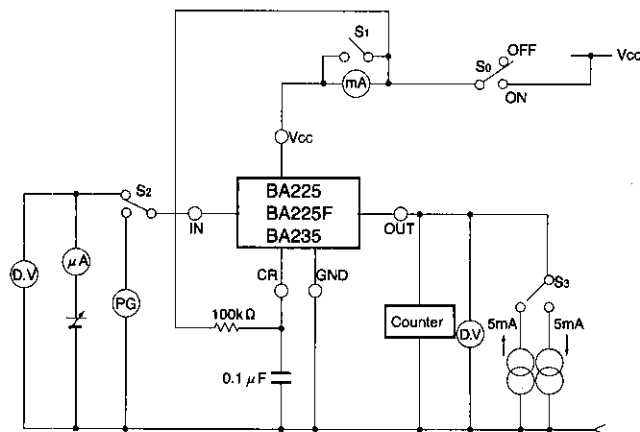 S1
OFF
S0
VCC
mA
ON
VCC
S2
BA225
BA225F
BA235
IN
OUT
CR
GND
S3
D.V
μA
PG
100kΩ
0.1 μF
Counter
D.V
5mA
5mA